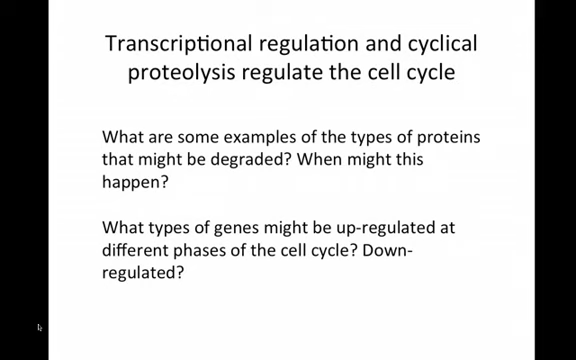 Transcriptional regulation and cyclical
proteolysis regulate the cell cycle
What are some examples of the types of proteins
that might be degraded? When might this
happen?
What types of genes might be up-regulated at
different phases of the cell cycle? Down-
regulated?